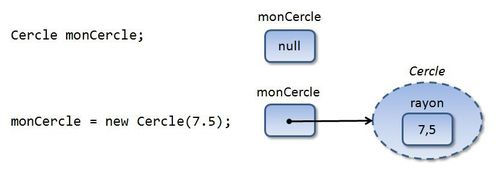 monCercle
Cercle monCercle;
null
Cercle
monCercle
rayon
monCercle = new Cercle(7.5);
7,5